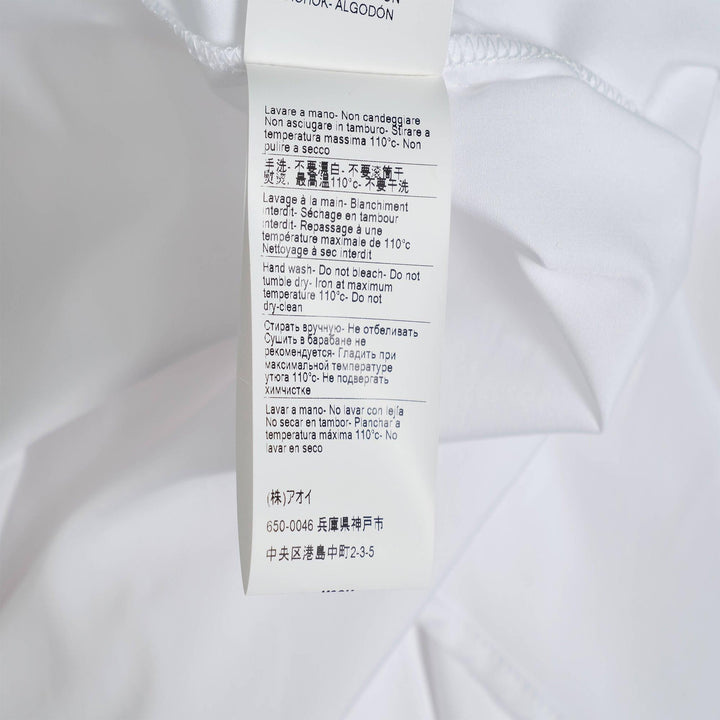 ALGODÓN
Lavare a mano- Non candeggiare
Non asciugare in tamburo- Stirare a
temperatura massima 110°c- Non
pulire a secco
手洗- 不要漂白- 不要滚筒干
熨烫, 最高溫110°c- 不要干洗
Lavage à la main- Blanchiment
interdit- Séchage en tambour
interdit- Repassage à une
température maximale de 110°c
Nettoyage à sec interdit
Hand wash- Do not bleach- Do not
tumble dry- Iron at maximum
temperature 110°c- Do not
dry-clean
Стирать вручную- Не отбеливать
Сушить в барабане не
рекомендуется- Гладить при
максимальной температуре
утюга 110°c- Не подвергать
химчистке
Lavar a mano- No lavar con lejía
No secar en tambor- Planchar a
temperatura máxima 110°c- No
lavar en seco
(株)アオイ
650-0046 兵庫県神戸市
中央区港島中町2-3-5